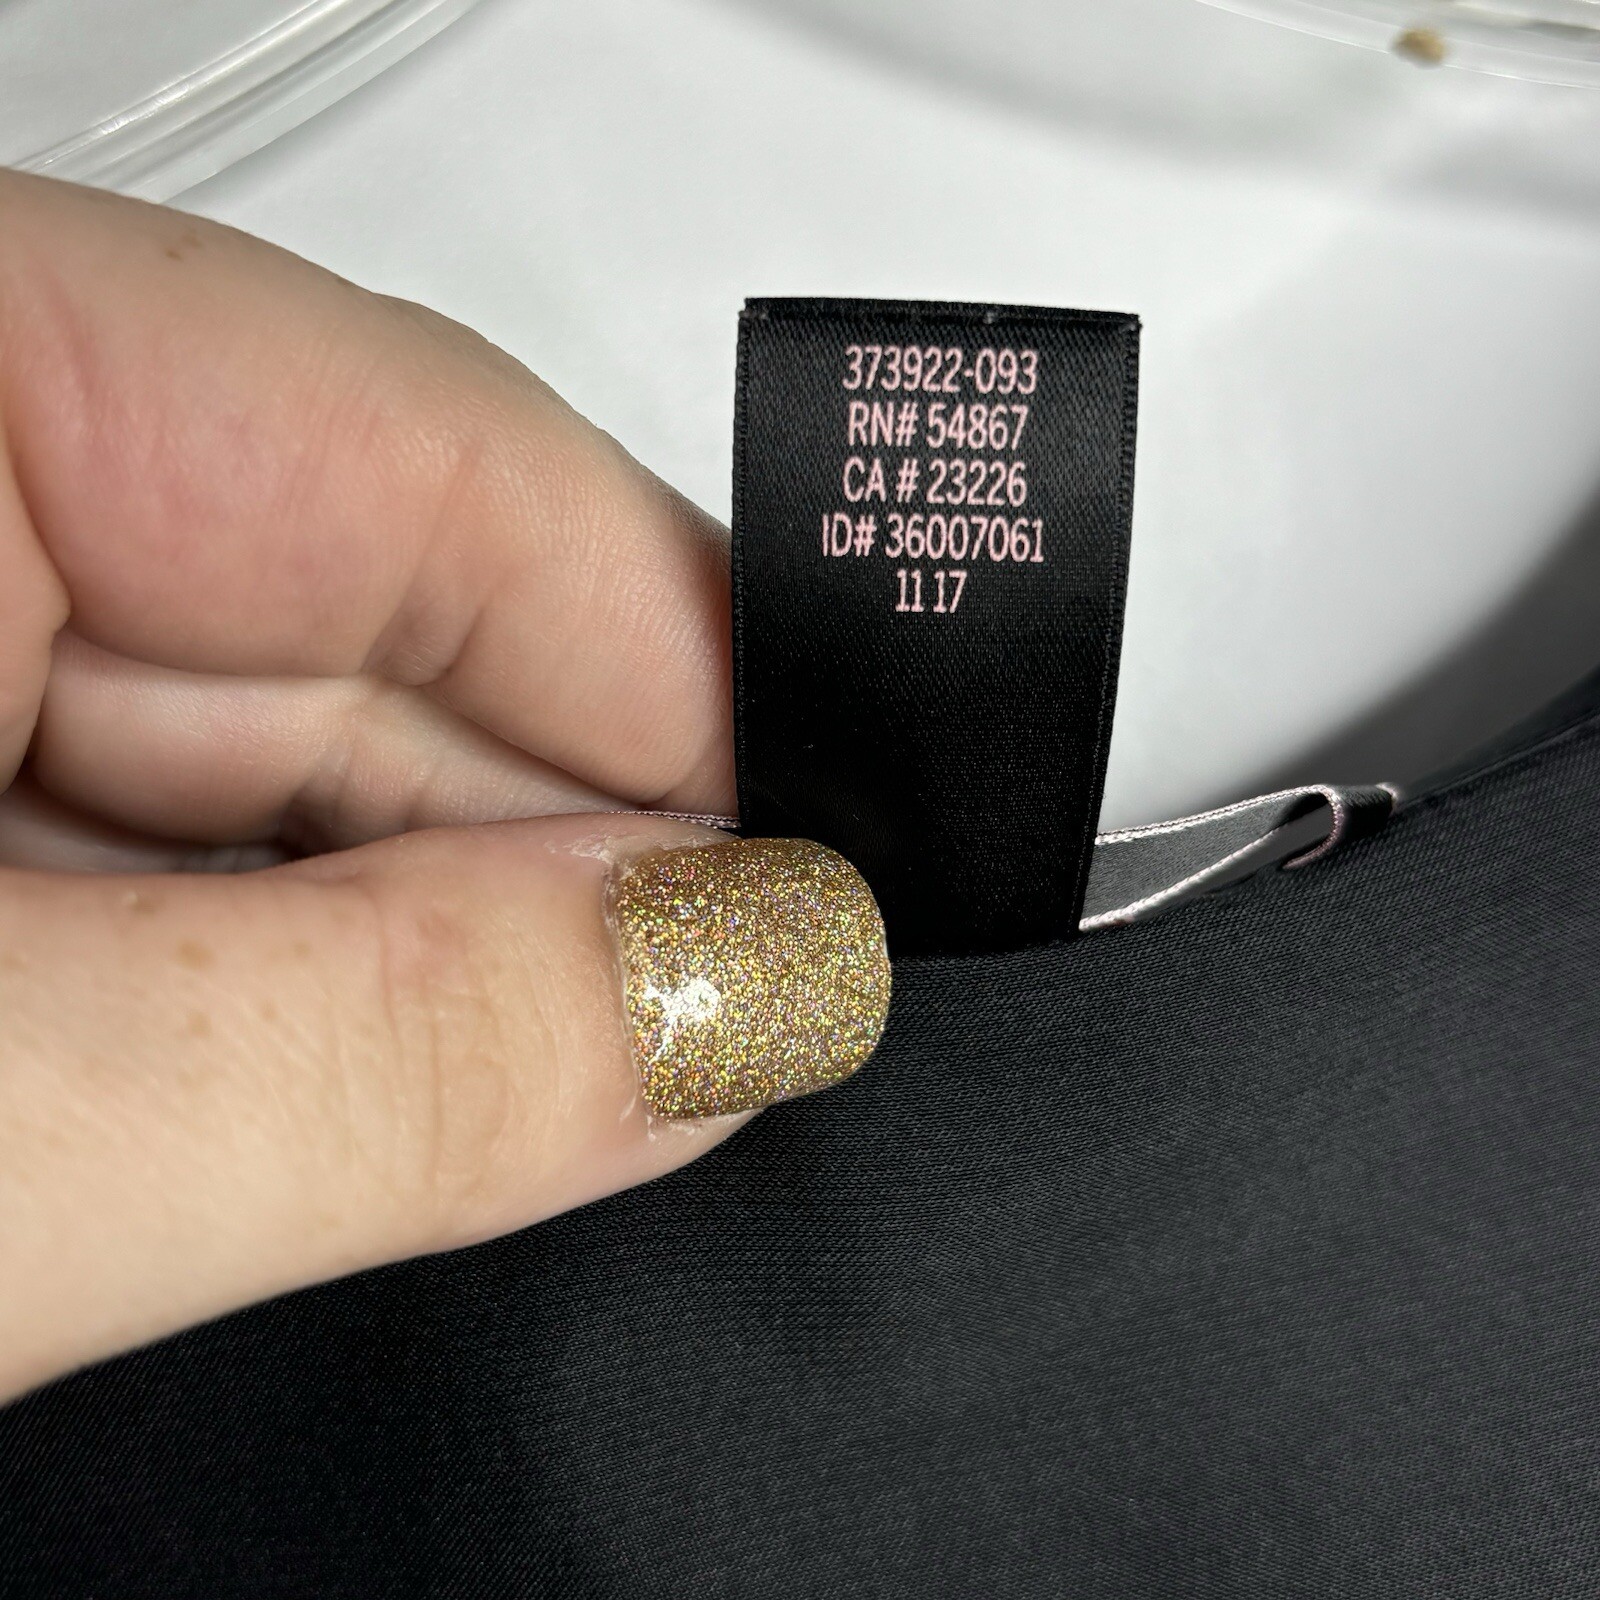 373922-093
RN# 54867
CA # 23226
ID# 36007061
11 17